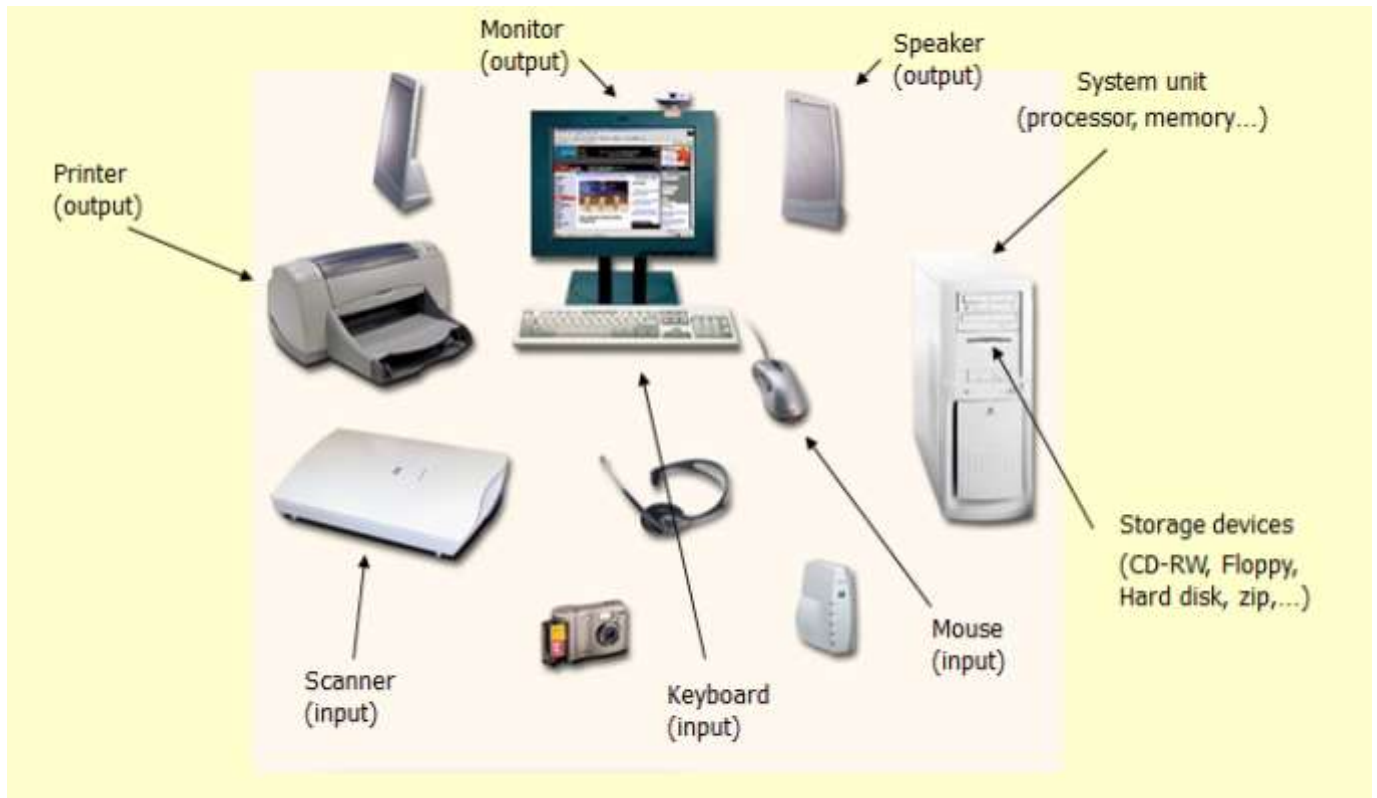 Monitor
(output)
Speaker
(output)
System unit
(processor, memory...)
Printer
(output)
Storage devices
(CD-RW, Floppy,
Hard disk, zip,...)
Mouse
(input)
Scanner
(input)
Keyboard
(input)